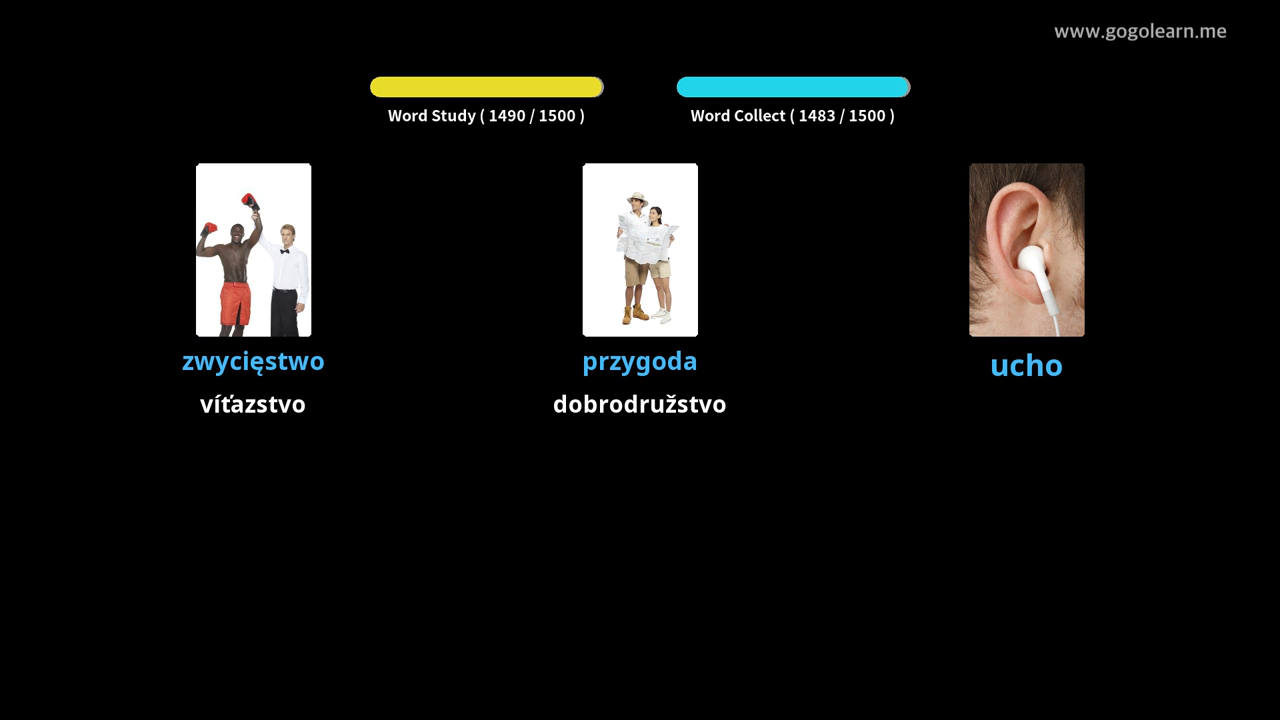 www.gogolearn.me
Word Study ( 1490 / 1500 )
Word Collect ( 1483 / 1500 )
zwycięstwo
przygoda
ucho
víťazstvo
dobrodružstvo